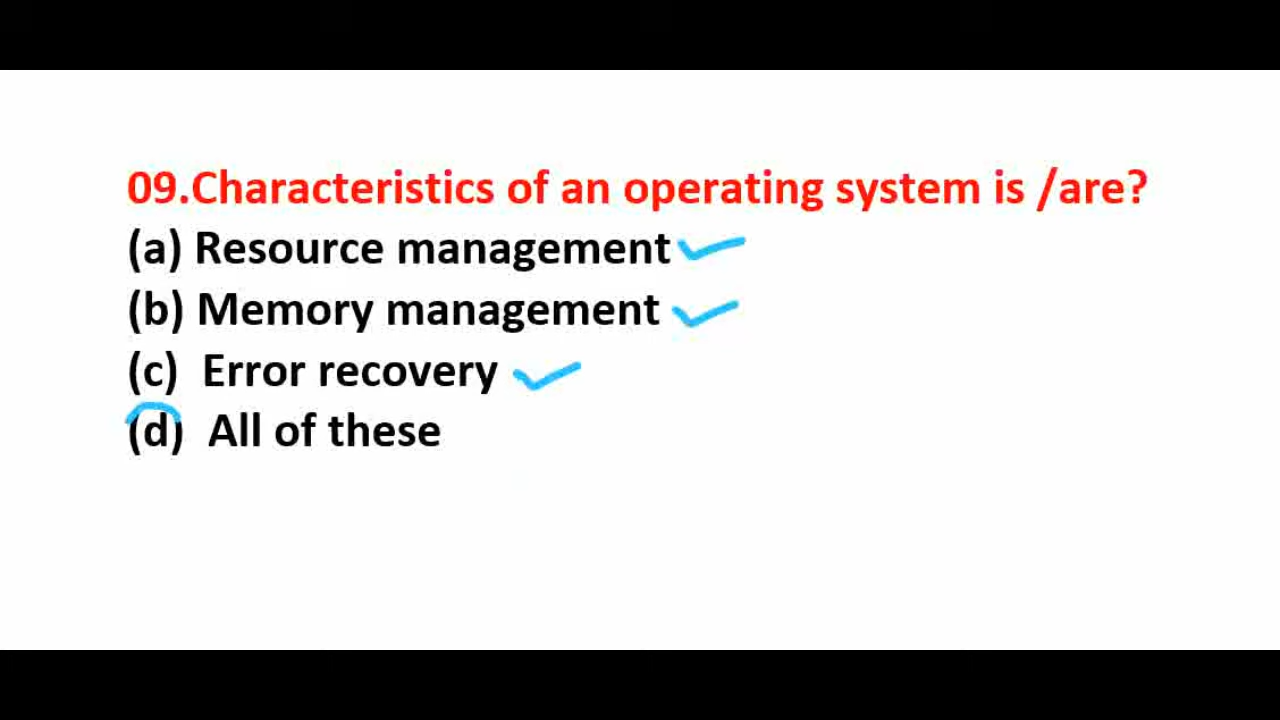 09.Characteristics of an operating system is /are?
(a) Resource management
(b) Memory management
(c) Error recovery
(d) All of these